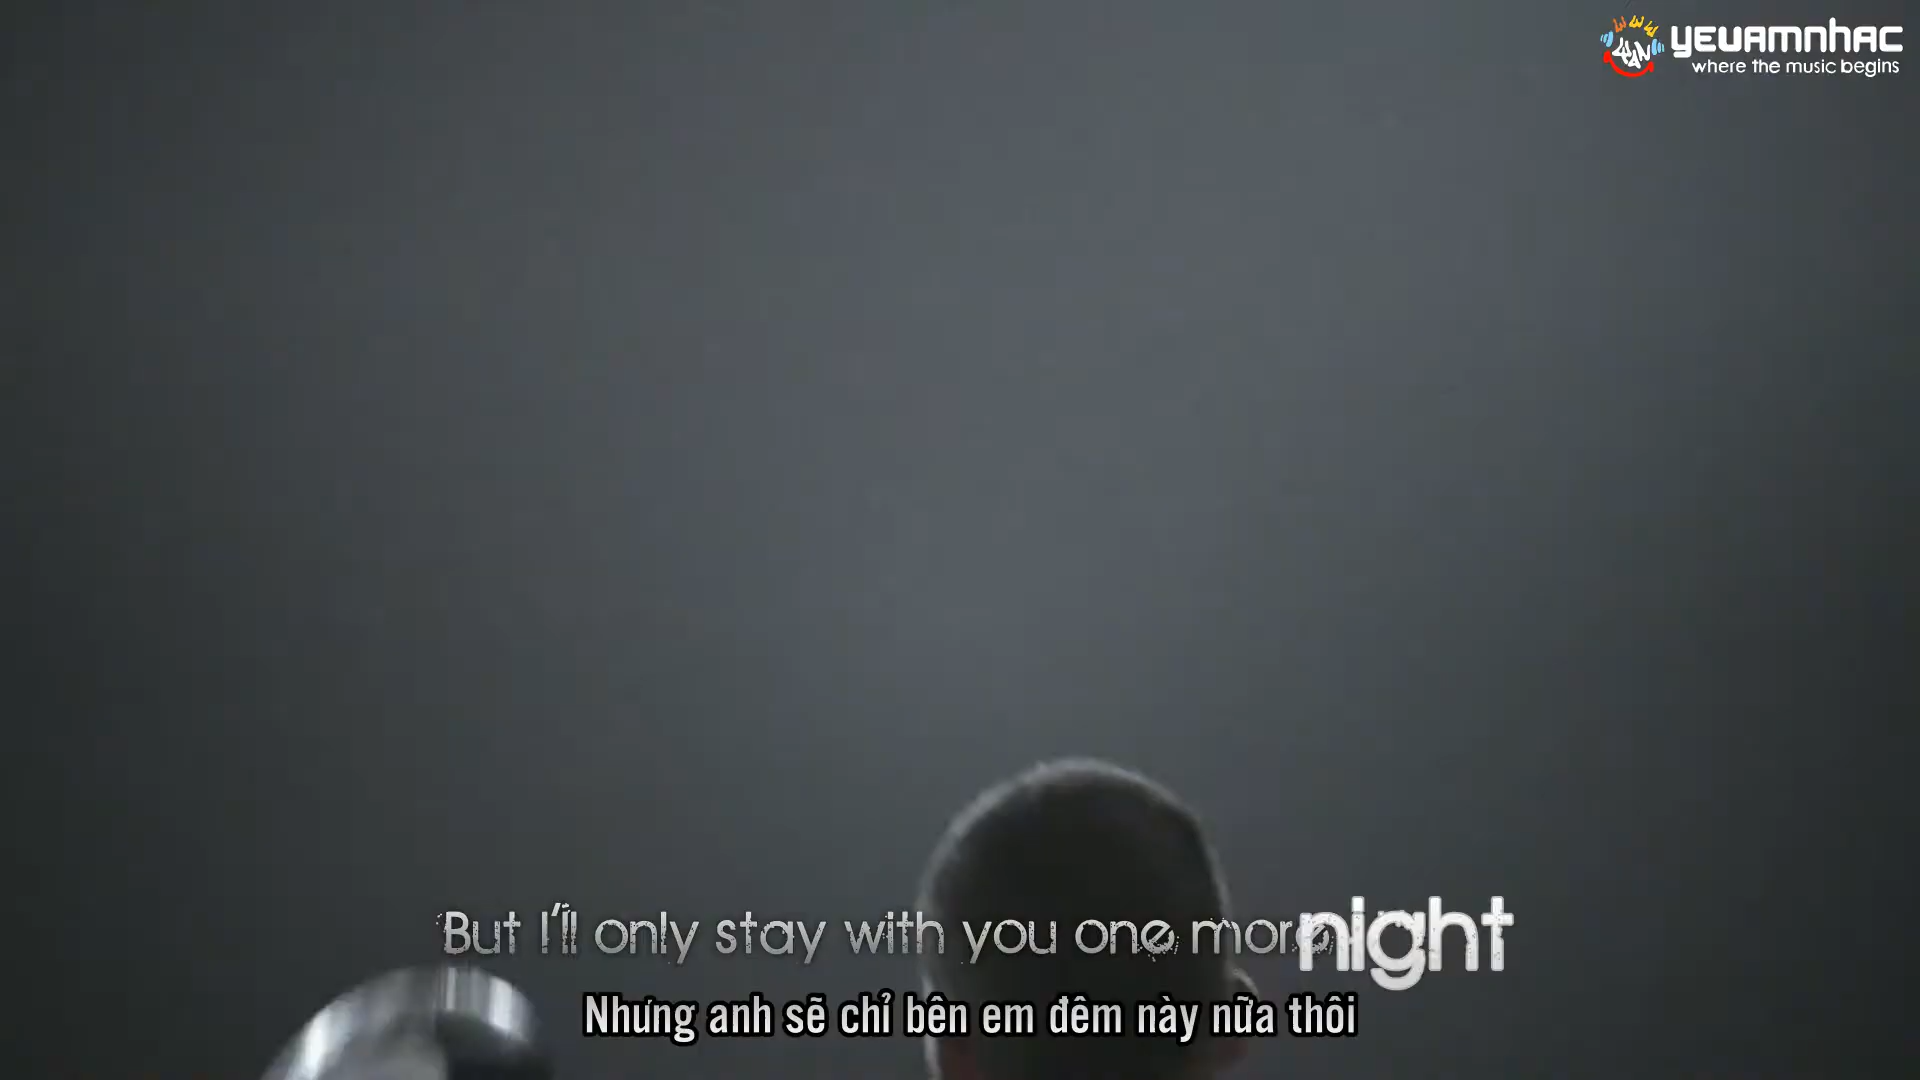 YEUAMNHAC
where the music begins
But I'll only stay with you one more night
Nhưng anh sẽ chỉ bên em đêm này nữa thôi